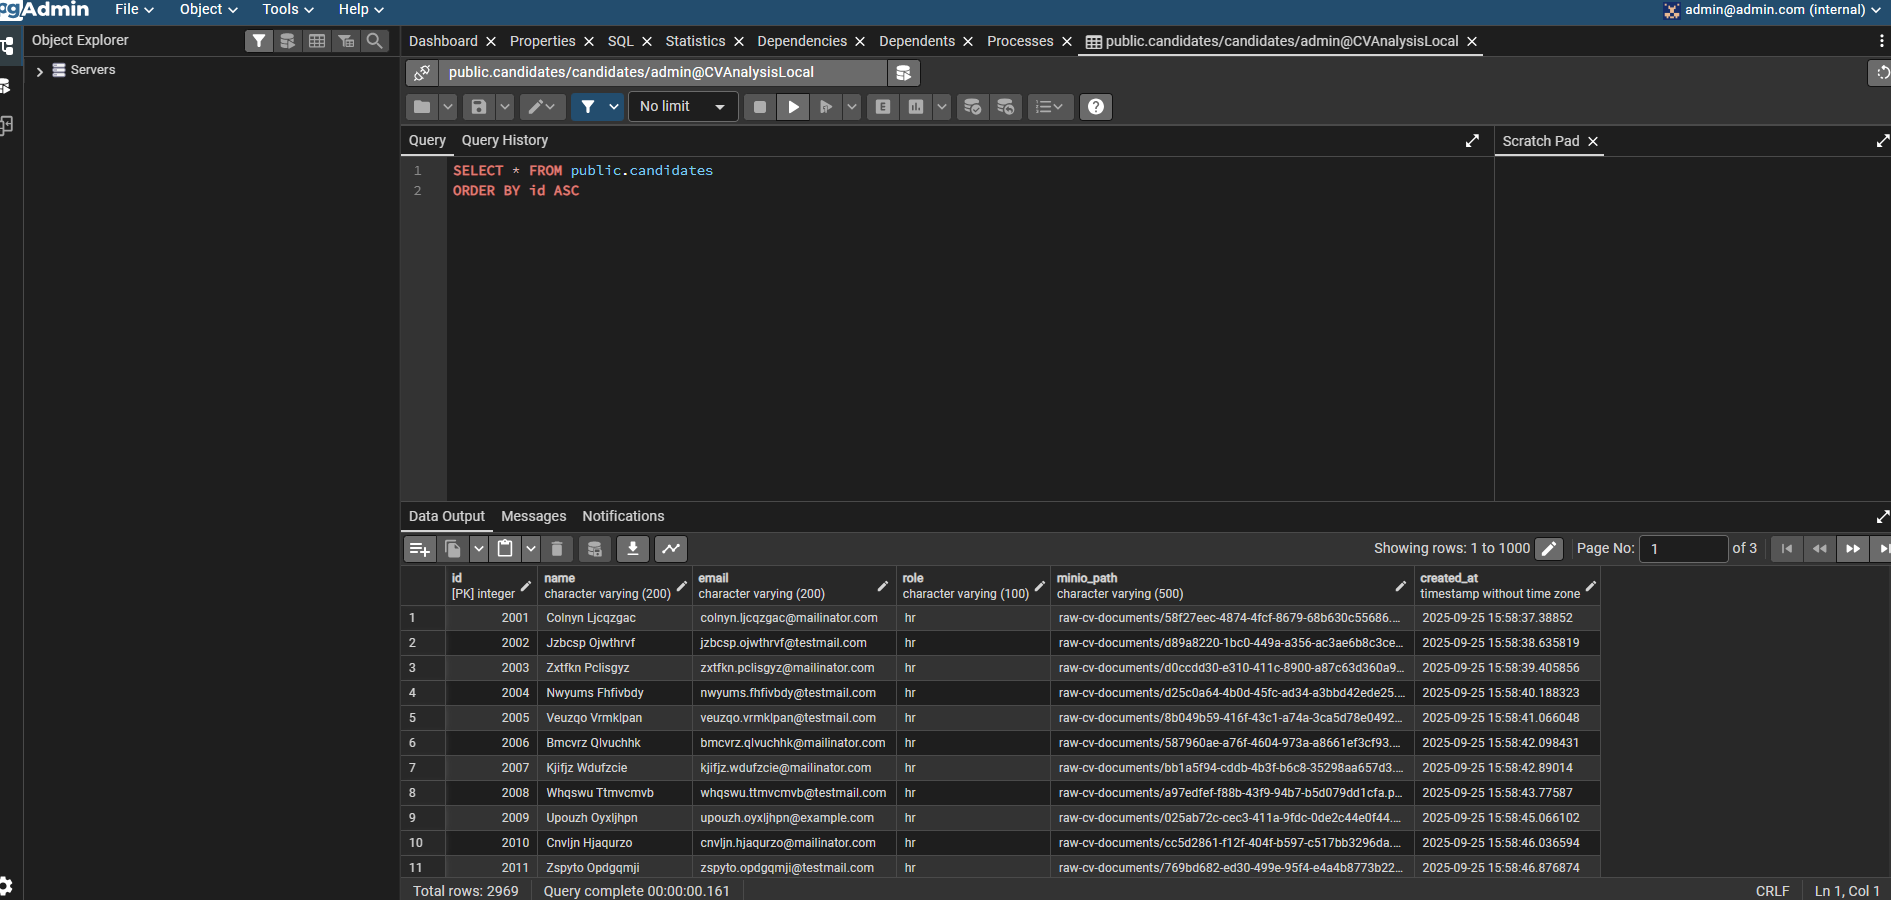 pgAdmin File Object Tools Help admin@admin.com (internal)
Object Explorer
Servers
Dashboard Properties SQL Statistics Dependencies Dependents Processes public.candidates/candidates/admin@CVAnalysisLocal
public.candidates/candidates/admin@CVAnalysisLocal
No limit
E
Query Query History
Scratch Pad
1 SELECT * FROM public.candidates
2 ORDER BY id ASC
Data Output Messages Notifications
Showing rows: 1 to 1000 Page No: 1 of 3
id name email role minio_path created_at
[PK] integer character varying (200) character varying (200) character varying (100) character varying (500) timestamp without time zone
1 2001 Colnyn Ljcqzgac colnyn.ljcqzgac@mailinator.com hr raw-cv-documents/58f27eec-4874-4fcf-8679-68b630c55686.… 2025-09-25 15:58:37.38852
2 2002 Jzbcsp Ojwthrvf jzbcsp.ojwthrvf@testmail.com hr raw-cv-documents/d89a8220-1bc0-449a-a356-ac3ae6b8c3ce… 2025-09-25 15:58:38.635819
3 2003 Zxtfkn Pclisgyz zxtfkn.pclisgyz@mailinator.com hr raw-cv-documents/d0ccdd30-e310-411c-8900-a87c63d360a9… 2025-09-25 15:58:39.405856
4 2004 Nwyums Fhfivbdy nwyums.fhfivbdy@testmail.com hr raw-cv-documents/d25c0a64-4b0d-45fc-ad34-a3bbd42ede25.… 2025-09-25 15:58:40.188323
5 2005 Veuzqo Vrmklpan veuzqo.vrmklpan@testmail.com hr raw-cv-documents/8b049b59-416f-43c1-a74a-3ca5d78e0492… 2025-09-25 15:58:41.066048
6 2006 Bmcvrz Qlvuchhk bmcvrz.qlvuchhk@mailinator.com hr raw-cv-documents/587960ae-a76f-4604-973a-a8661ef3cf93.… 2025-09-25 15:58:42.098431
7 2007 Kjifjz Wdufzcie kjifjz.wdufzcie@mailinator.com hr raw-cv-documents/bb1a5f94-cddb-4b3f-b6c8-35298aa657d3.… 2025-09-25 15:58:42.89014
8 2008 Whqswu Ttmvcmvb whqswu.ttmvcmvb@testmail.com hr raw-cv-documents/a97edfef-f88b-43f9-94b7-b5d079dd1cfa.p… 2025-09-25 15:58:43.77587
9 2009 Upouzh Oyxljhpn upouzh.oyxljhpn@example.com hr raw-cv-documents/025ab72c-cec3-411a-9fdc-0de2c44e0f44.… 2025-09-25 15:58:45.066102
10 2010 Cnvljn Hjaqurzo cnvljn.hjaqurzo@mailinator.com hr raw-cv-documents/cc5d2861-f12f-404f-b597-c517bb3296da.… 2025-09-25 15:58:46.036594
11 2011 Zspyto Opdgqmji zspyto.opdgqmji@testmail.com hr raw-cv-documents/769bd682-ed30-499e-95f4-e4a4b8773b22… 2025-09-25 15:58:46.876874
Total rows: 2969 Query complete 00:00:00.161 CRLF Ln 1, Col 1